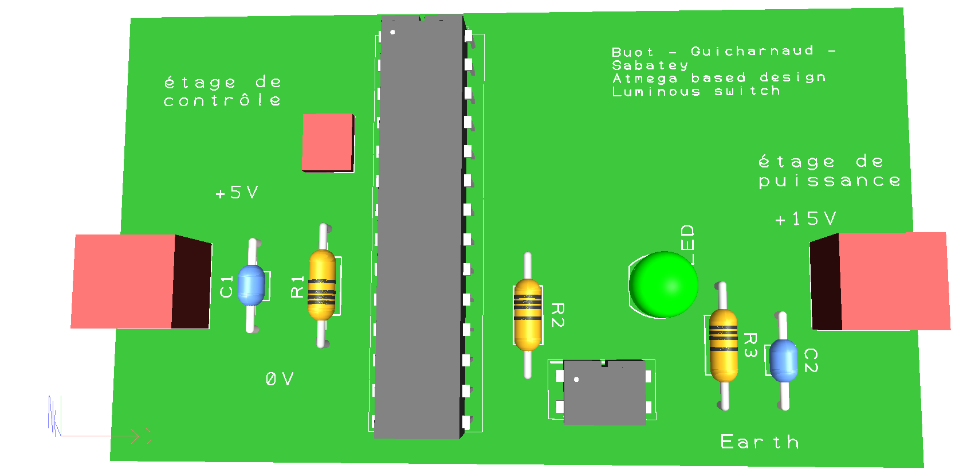 Buot - Guicharnaud -
Sabatey
Atmega based design
Luminous switch
étage de
contrôle
étage de
puissance
+5V
+15V
LED
C1
R1
R2
R3
C2
0V
Earth